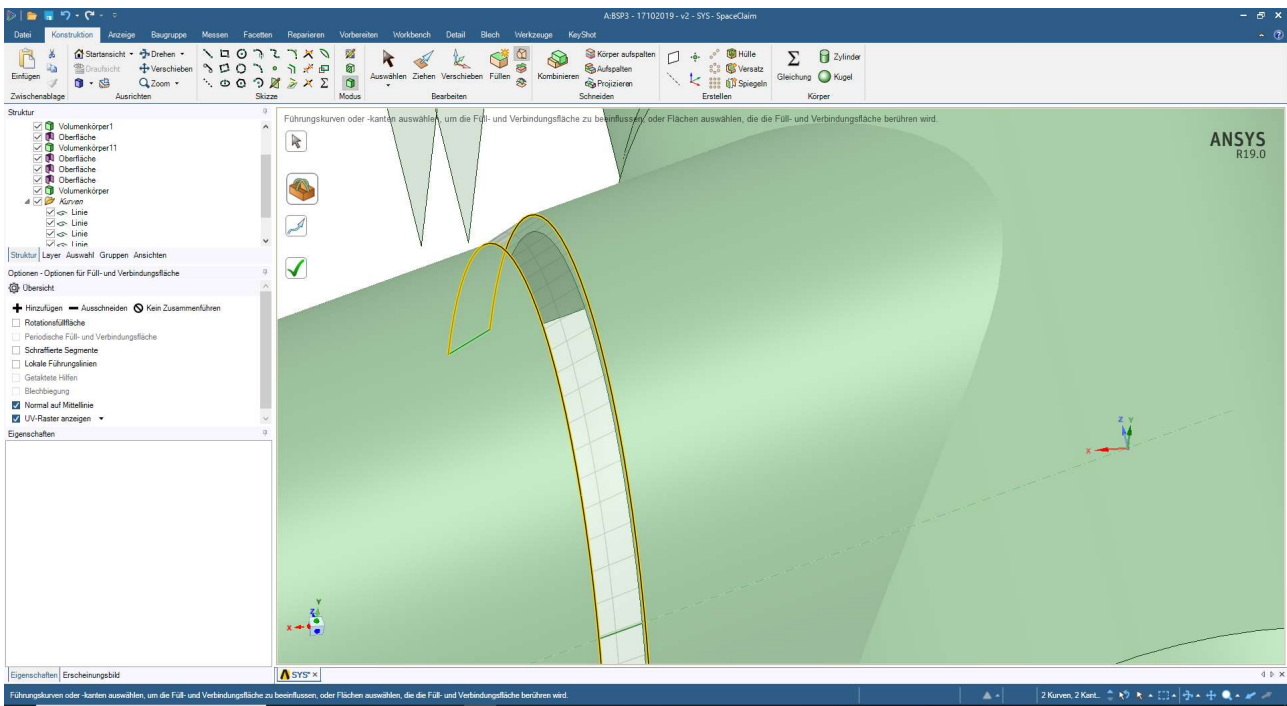 A:BSP3 - 17102019 - v2 - SYS - SpaceClaim
Datei Konstruktion Anzeige Baugruppe Messen Facetten Reparieren Vorbereiten Workbench Detail Blech Werkzeuge KeyShot
Startansicht Drehen Körper aufspalten Hülle Zylinder
Draufsicht Verschieben Aufspalten Versatz
Einfügen Zoom Auswählen Ziehen Verschieben Füllen Kombinieren Projizieren Spiegeln Gleichung Kugel
Zwischenablage Ausrichten Skizze Modus Bearbeiten Schneiden Erstellen Körper
Struktur
Führungskurven oder -kanten auswählen, um die Füll- und Verbindungsfläche zu beeinflussen, oder Flächen auswählen, die die Füll- und Verbindungsfläche berühren wird.
Volumenkörper1
Oberfläche
Volumenkörper11
Oberfläche
Oberfläche
Oberfläche
Volumenkörper
Kurven
Linie
Linie
Linie
Linie
ANSYS
R19.0
Struktur Layer Auswahl Gruppen Ansichten
Optionen - Optionen für Füll- und Verbindungsfläche
Übersicht
Hinzufügen Ausschneiden Kein Zusammenführen
Rotationsfüllfläche
Periodische Füll- und Verbindungsfläche
Schraffierte Segmente
Lokale Führungslinien
Getaktete Hilfen
Blechbiegung
Normal auf Mittellinie
UV-Raster anzeigen
Eigenschaften
Z Y
X
Y
Z
X
Eigenschaften Erscheinungsbild
SYS*
Führungskurven oder -kanten auswählen, um die Füll- und Verbindungsfläche zu beeinflussen, oder Flächen auswählen, die die Füll- und Verbindungsfläche berühren wird.
2 Kurven, 2 Kant...